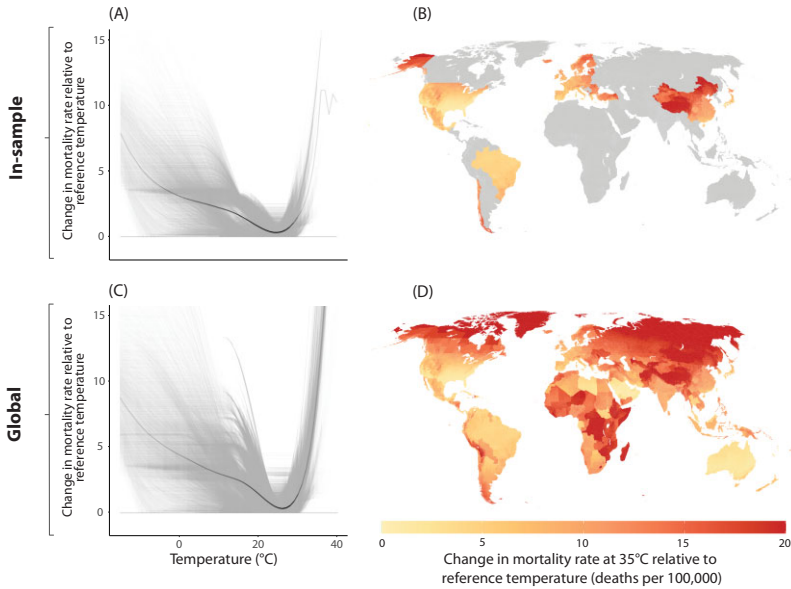 (A)
(B)
In-sample
Change in mortality rate relative to
reference temperature
15
10
5
0
(C)
(D)
Global
Change in mortality rate relative to
reference temperature
15
10
5
0
0
20
40
Temperature (°C)
0
5
10
15
20
Change in mortality rate at 35°C relative to
reference temperature (deaths per 100,000)